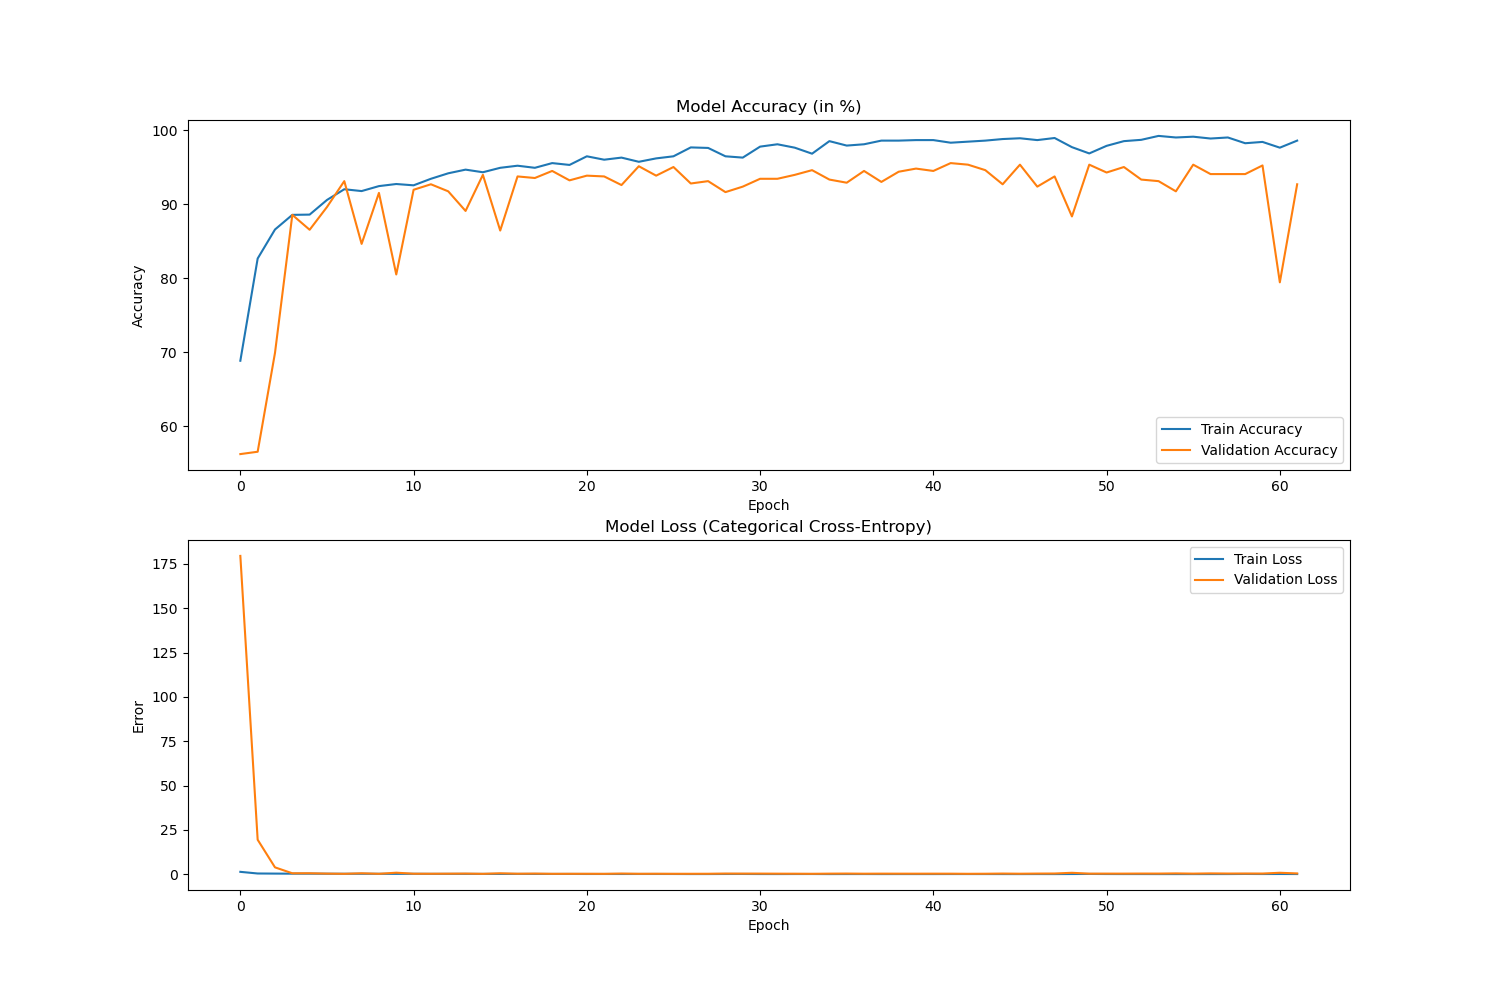 Model Accuracy (in %)
100
90
80
70
60
Accuracy
Train Accuracy
Validation Accuracy
0 10 20 30 40 50 60
Epoch
Model Loss (Categorical Cross-Entropy)
175
150
125
100
75
50
25
0
Error
Train Loss
Validation Loss
0 10 20 30 40 50 60
Epoch